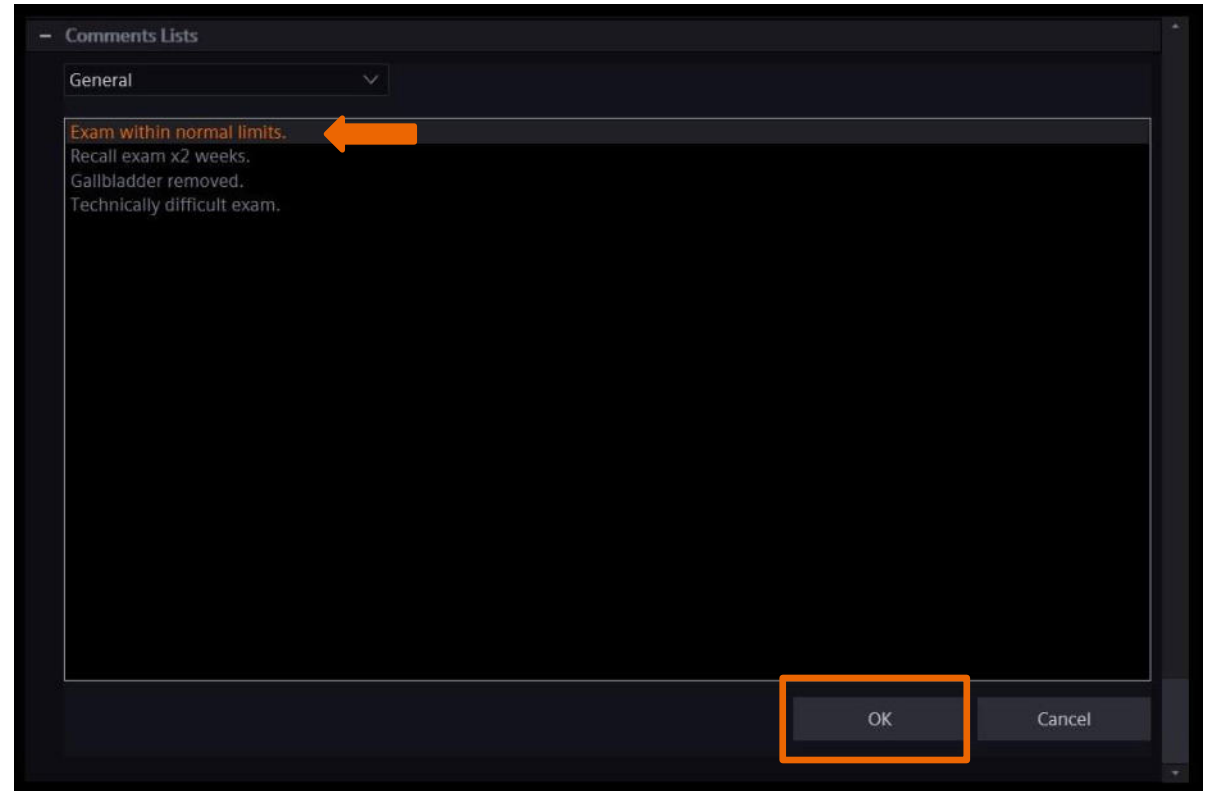 Comments Lists
General
Exam within normal limits.
Recall exam x2 weeks.
Gallbladder removed.
Technically difficult exam.
OK
Cancel